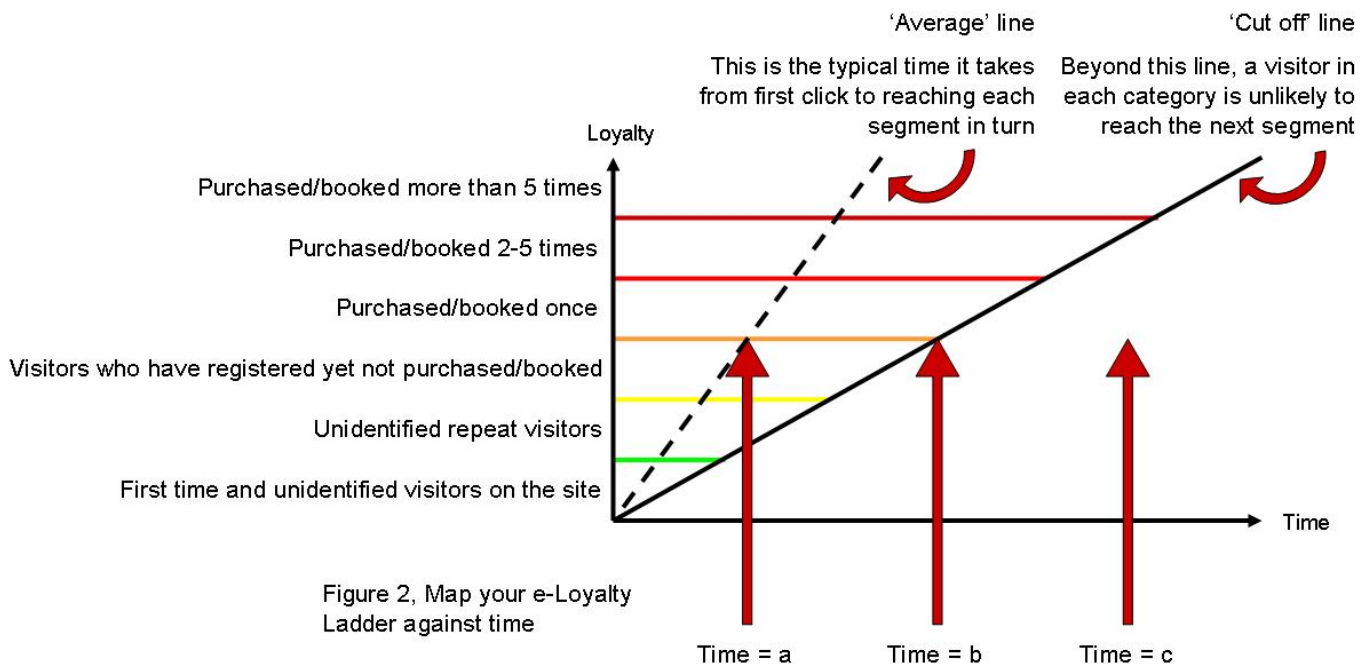 ‘Average’ line
This is the typical time it takes
from first click to reaching each
segment in turn
‘Cut off’ line
Beyond this line, a visitor in
each category is unlikely to
reach the next segment
Loyalty
Purchased/booked more than 5 times
Purchased/booked 2-5 times
Purchased/booked once
Visitors who have registered yet not purchased/booked
Unidentified repeat visitors
First time and unidentified visitors on the site
Time
Figure 2, Map your e-Loyalty
Ladder against time
Time = a
Time = b
Time = c